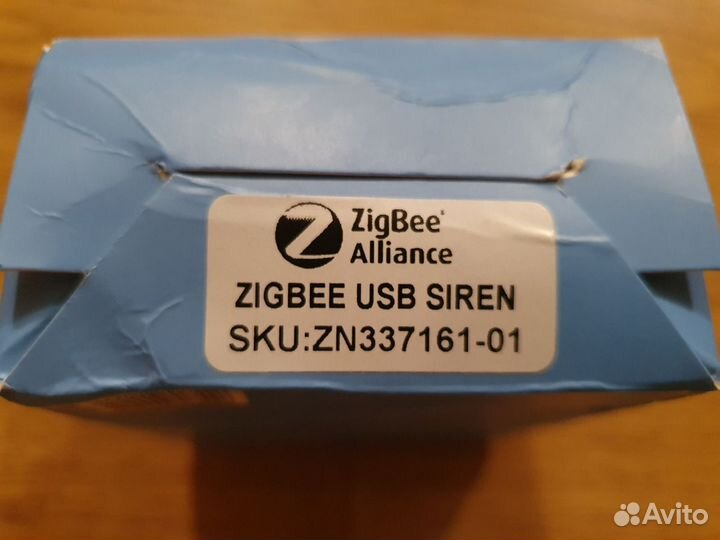 ZigBee®
Alliance
ZIGBEE USB SIREN
SKU:ZN337161-01
Avito